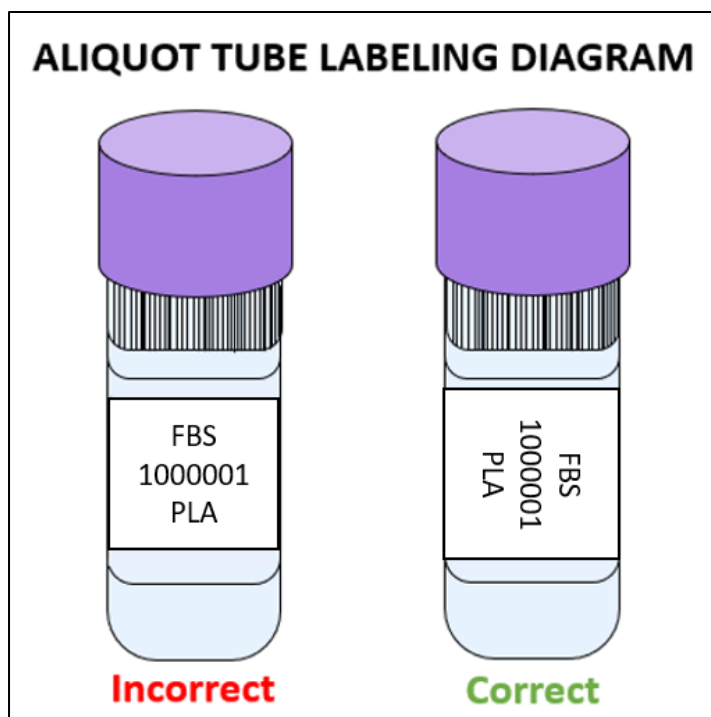 ALIQUOT TUBE LABELING DIAGRAM
FBS
1000001
PLA
FBS
1000001
PLA
Incorrect
Correct